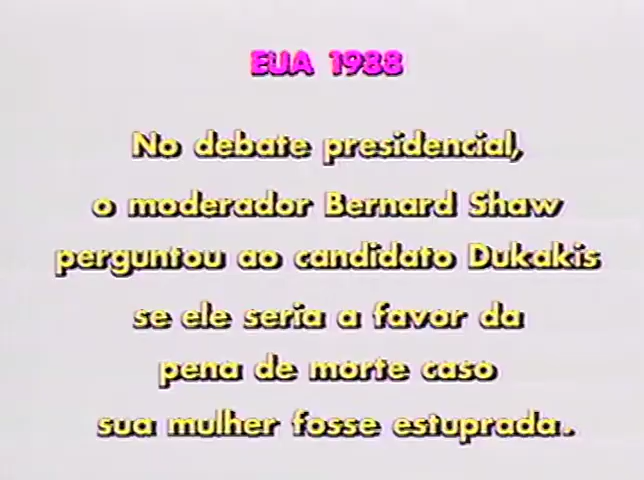 EUA 1988
No debate presidencial,
o moderador Bernard Shaw
perguntou ao candidato Dukakis
se ele seria a favor da
pena de morte caso
sua mulher fosse estuprada.